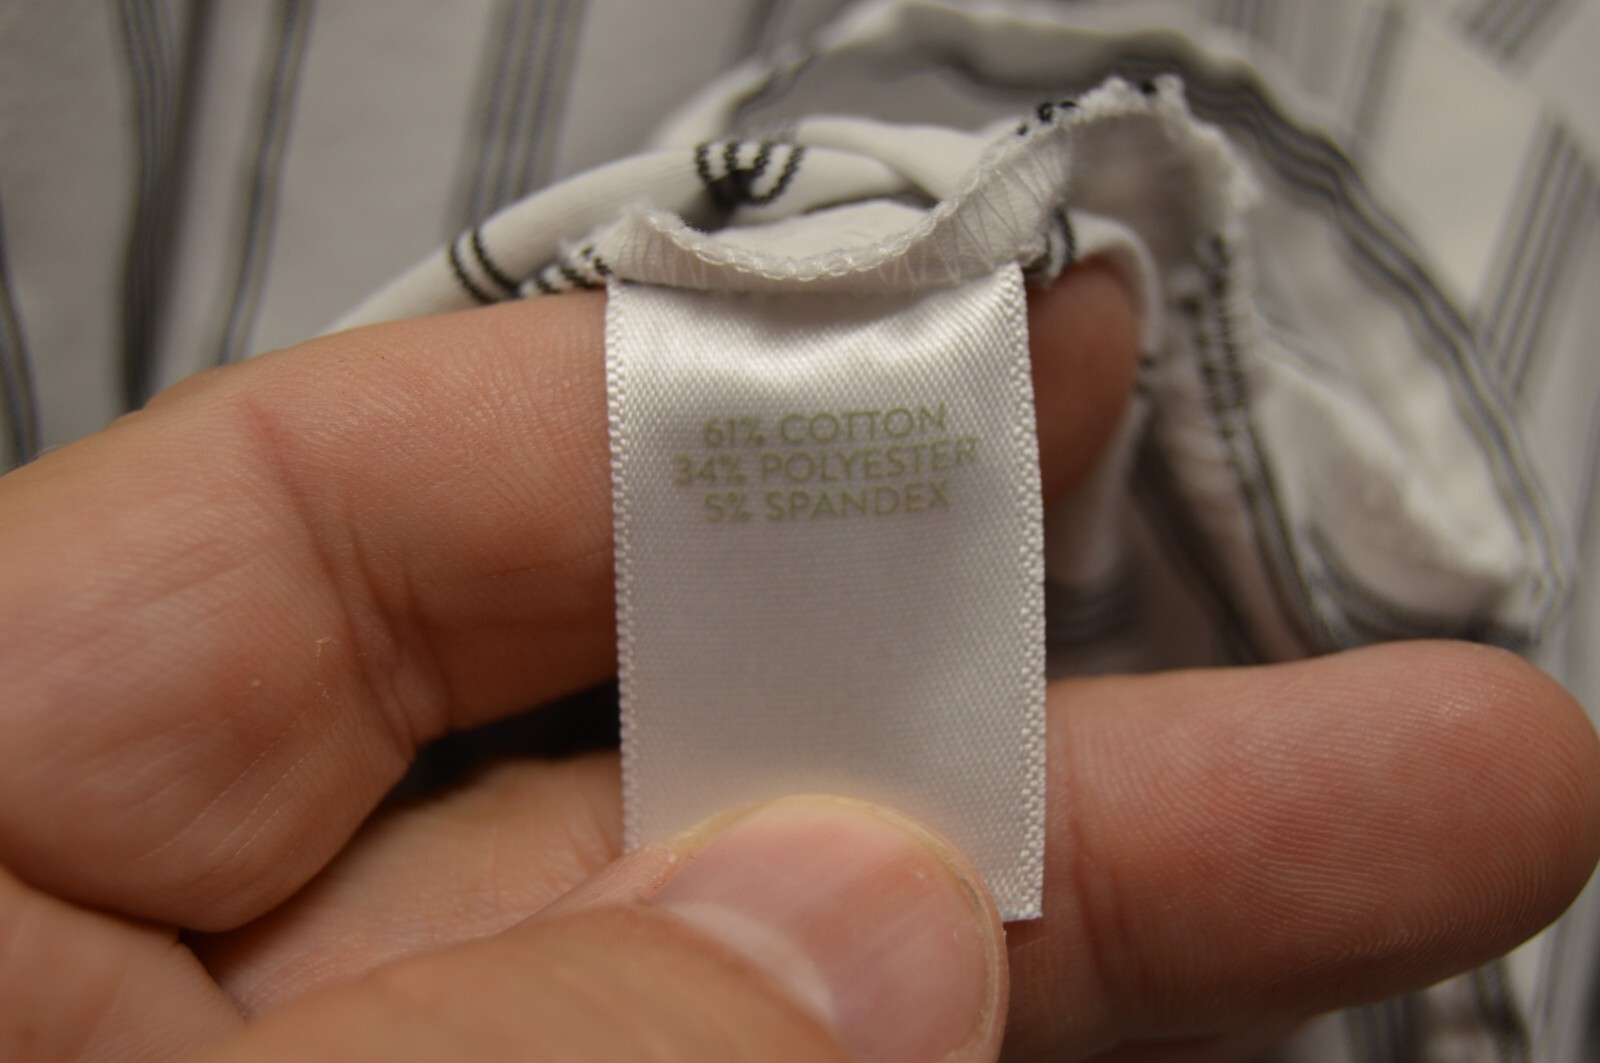 61% COTTON
34% POLYESTER
5% SPANDEX